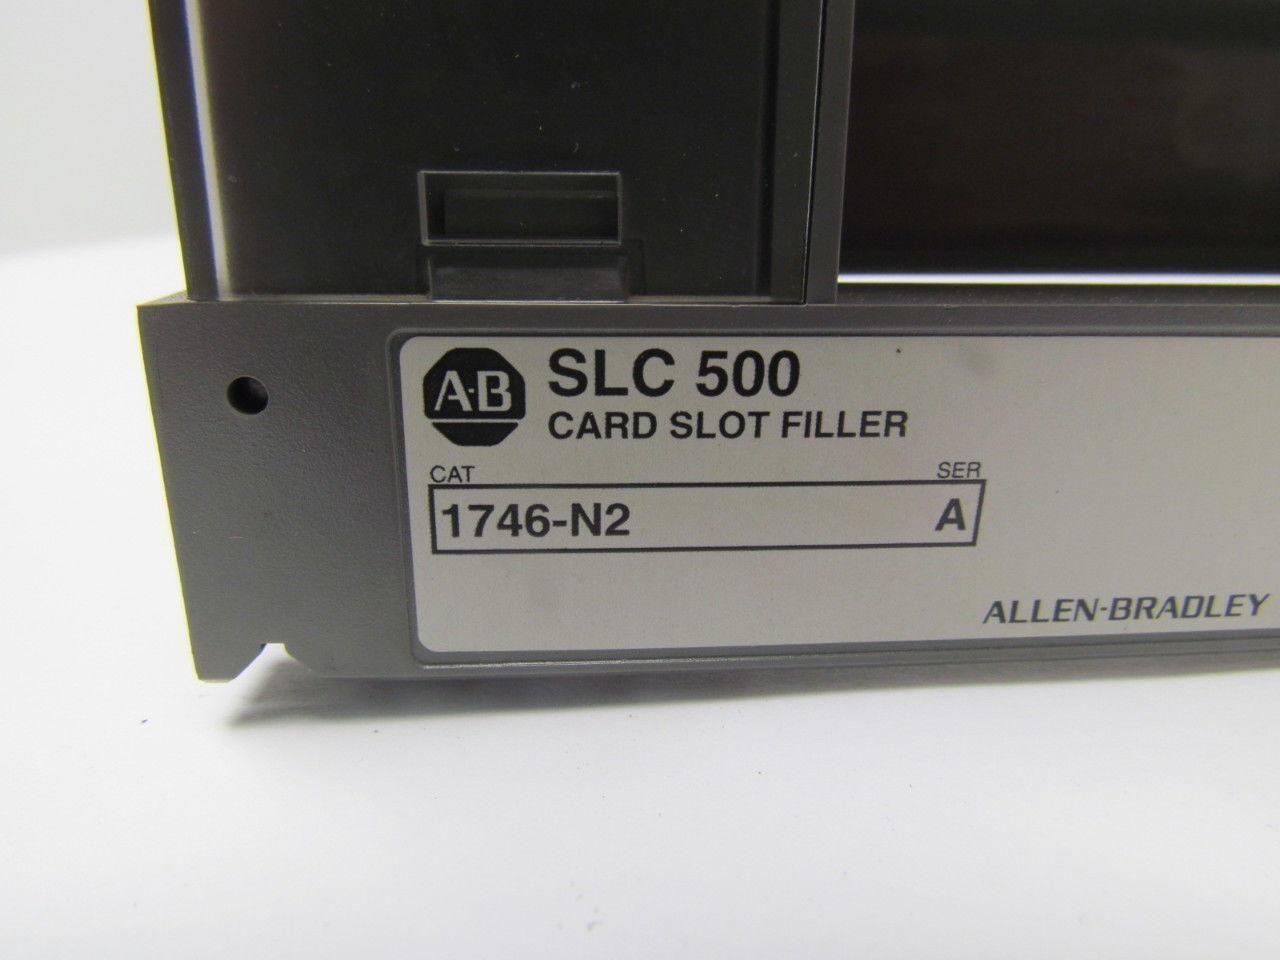 A-B
SLC 500
CARD SLOT FILLER
CAT SER
1746-N2 A
ALLEN-BRADLEY